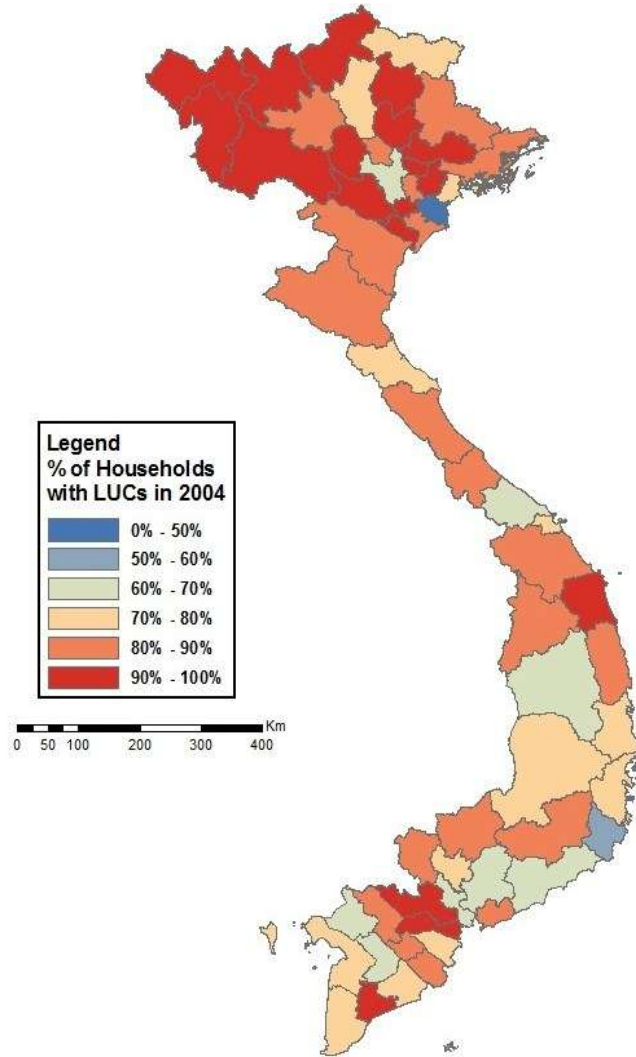 Legend
% of Households
with LUCs in 2004
0% - 50%
50% - 60%
60% - 70%
70% - 80%
80% - 90%
90% - 100%
Km
0 50 100 200 300 400